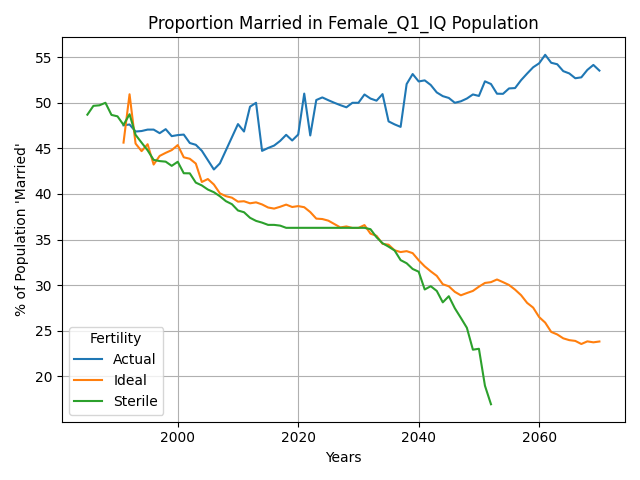 Proportion Married in Female_Q1_IQ Population
% of Population 'Married'
55
50
45
40
35
30
25
20
Fertility
Actual
Ideal
Sterile
2000
2020
2040
2060
Years